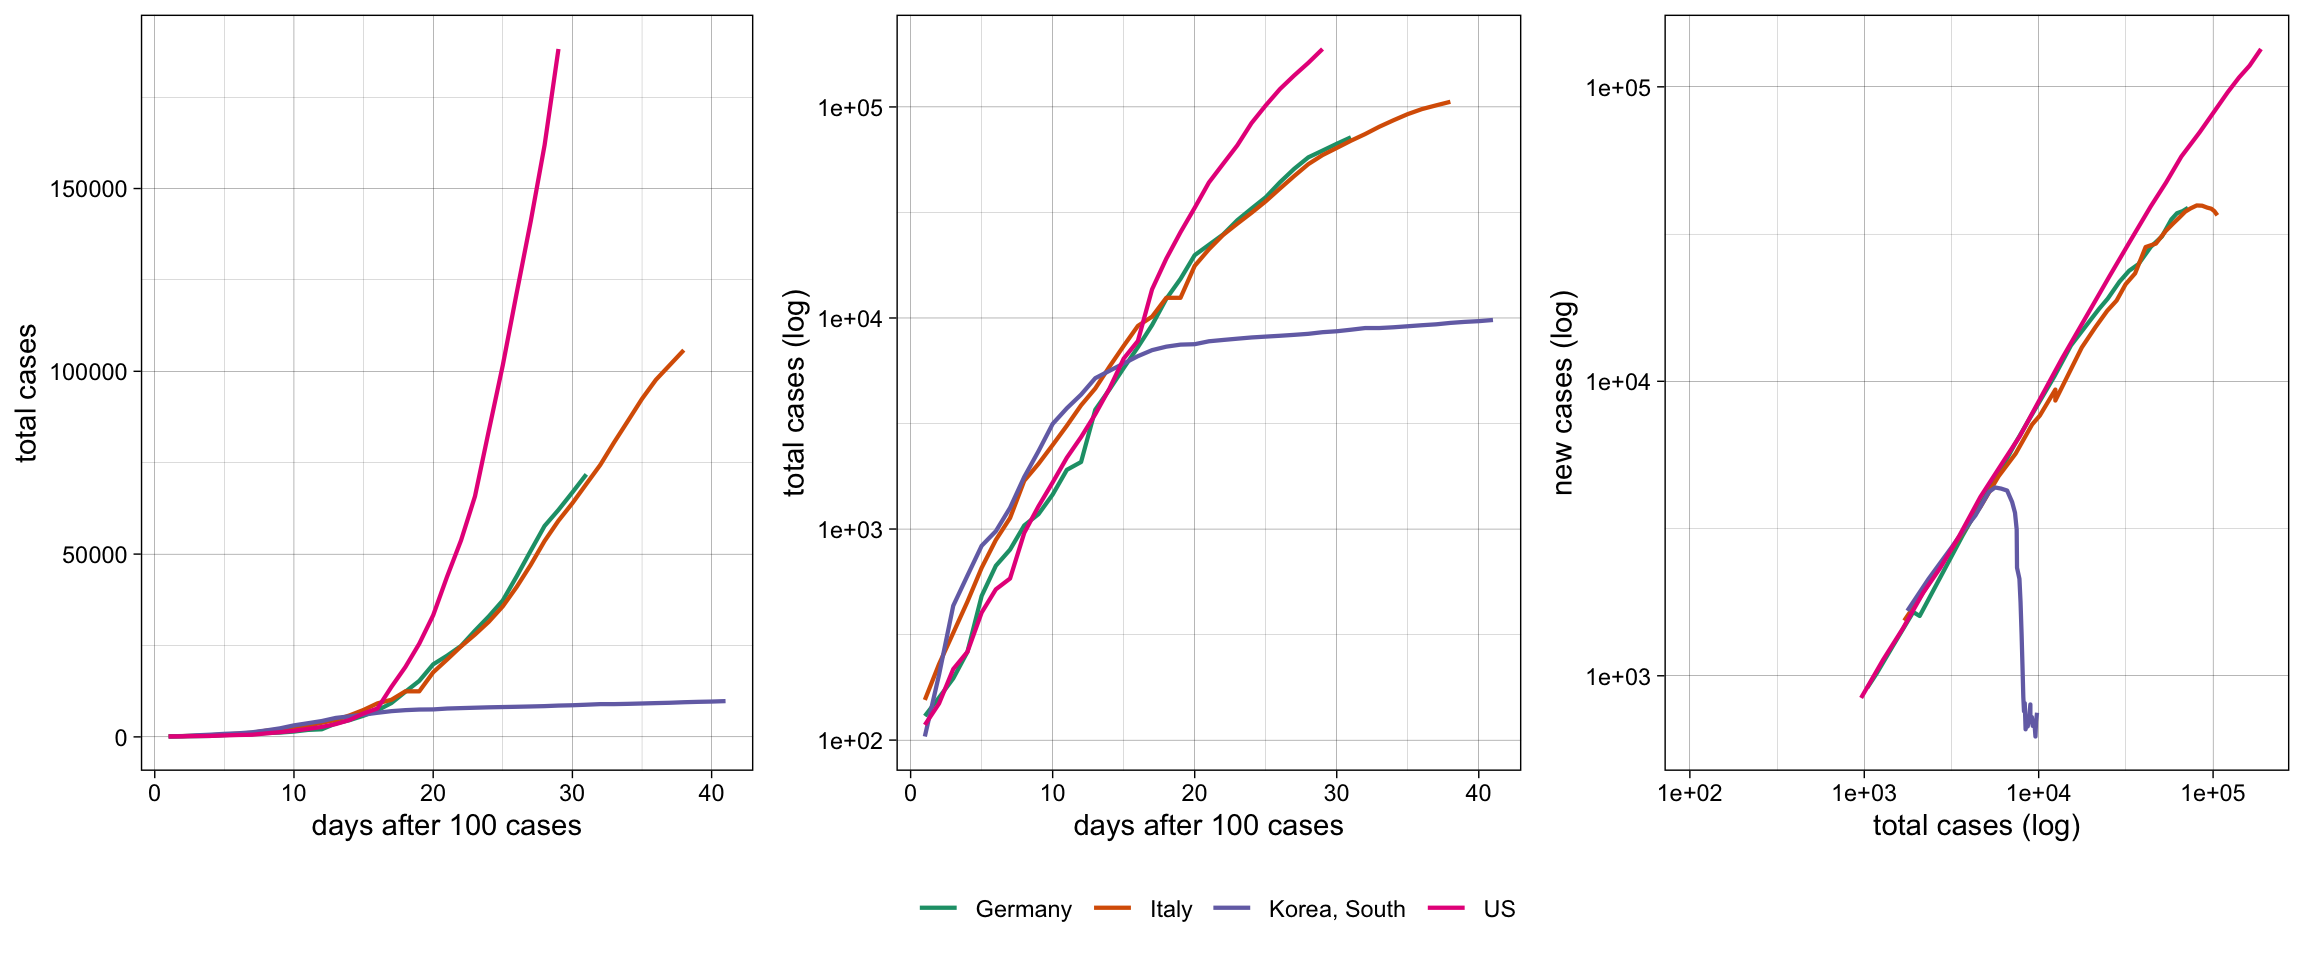 total cases
150000
100000
50000
0
0 10 20 30 40
days after 100 cases
total cases (log)
1e+05
1e+04
1e+03
1e+02
0 10 20 30 40
days after 100 cases
new cases (log)
1e+05
1e+04
1e+03
1e+02 1e+03 1e+04 1e+05
total cases (log)
Germany Italy Korea, South US